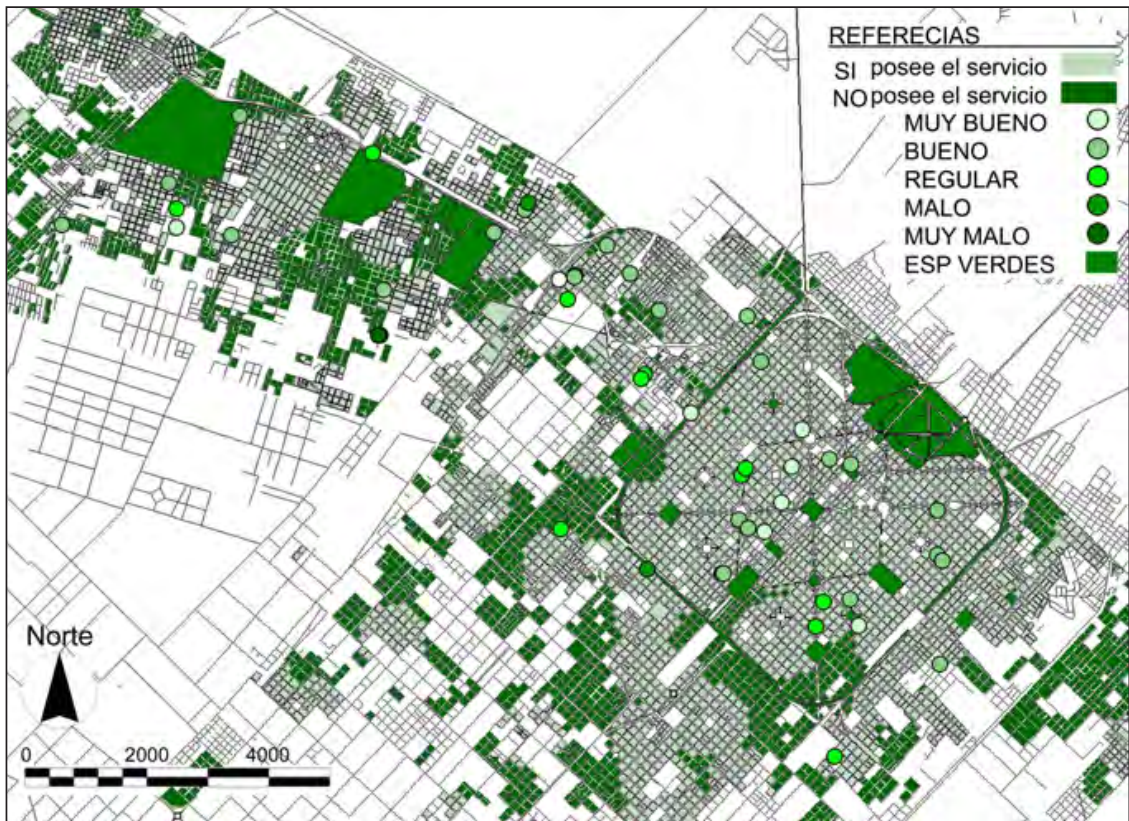 REFERECIAS
SI posee el servicio
NO posee el servicio
MUY BUENO
BUENO
REGULAR
MALO
MUY MALO
ESP VERDES
Norte
0 2000 4000